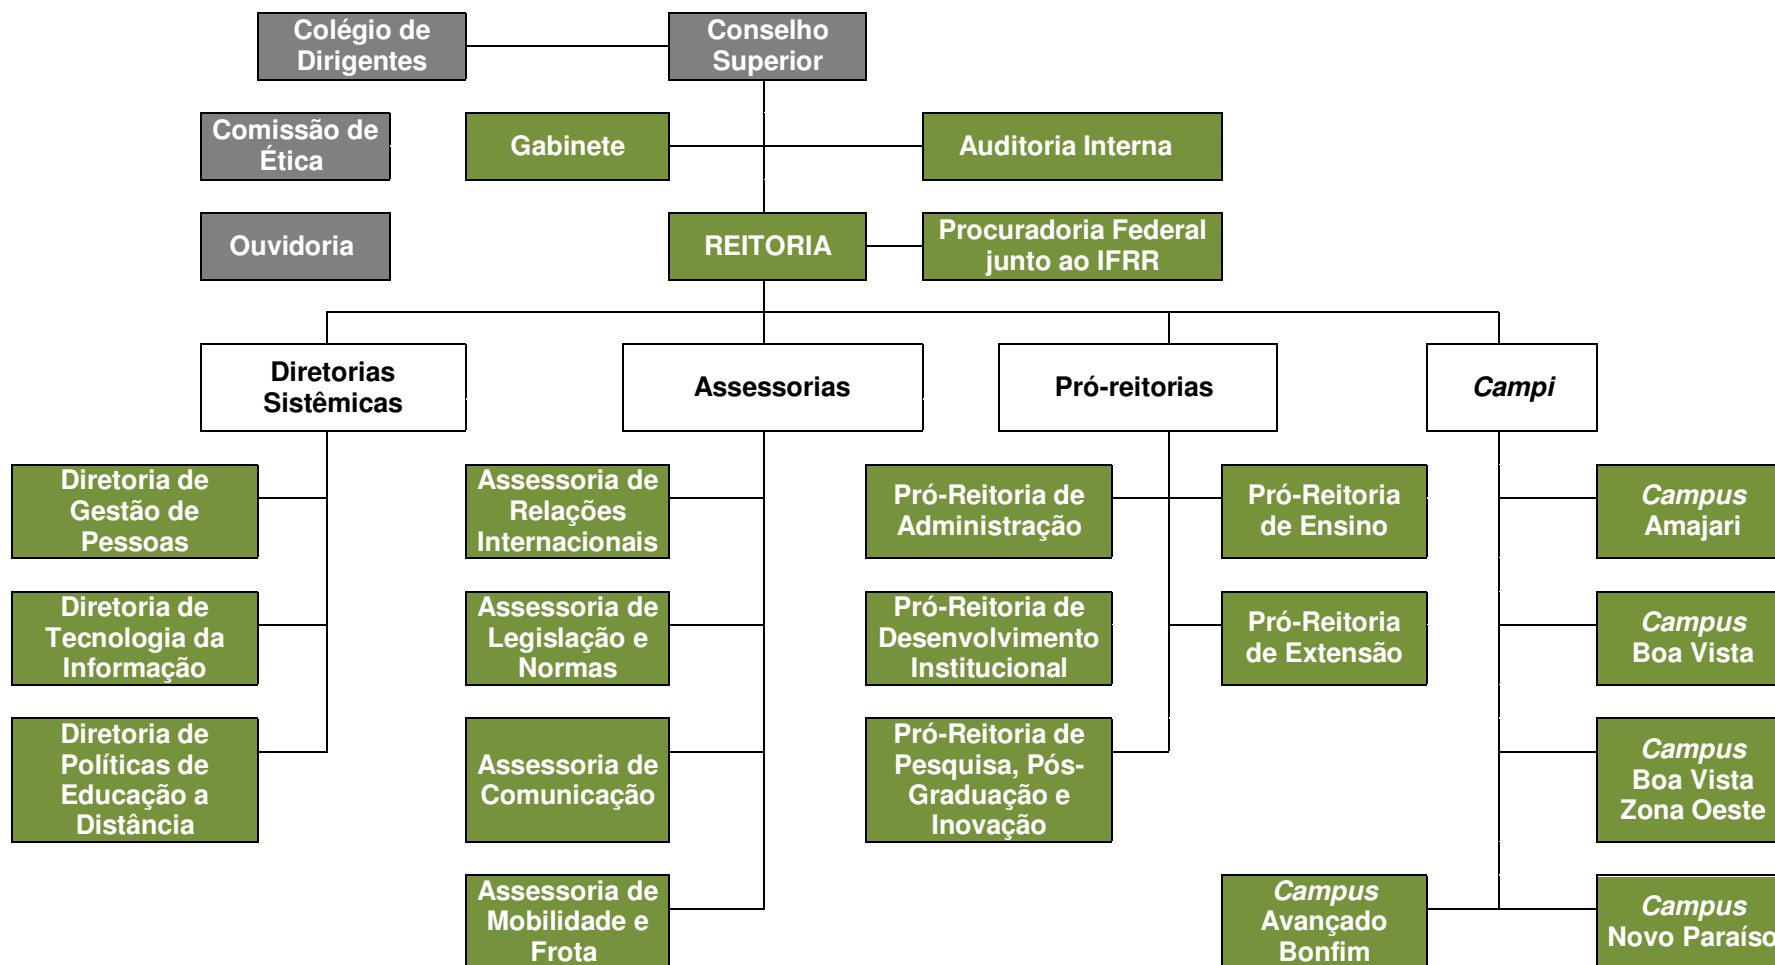 Colégio de
Dirigentes
Conselho
Superior
Comissão de
Ética
Gabinete
Auditoria Interna
Ouvidoria
REITORIA
Procuradoria Federal
junto ao IFRR
Diretorias
Sistêmicas
Assessorias
Pró-reitorias
Campi
Diretoria de
Gestão de
Pessoas
Assessoria de
Relações
Internacionais
Pró-Reitoria de
Administração
Pró-Reitoria
de Ensino
Campus
Amajari
Diretoria de
Tecnologia da
Informação
Assessoria de
Legislação e
Normas
Pró-Reitoria de
Desenvolvimento
Institucional
Pró-Reitoria
de Extensão
Campus
Boa Vista
Diretoria de
Políticas de
Educação a
Distância
Assessoria de
Comunicação
Pró-Reitoria de
Pesquisa, Pós-
Graduação e
Inovação
Campus
Boa Vista
Zona Oeste
Assessoria de
Mobilidade e
Frota
Campus
Avançado
Bonfim
Campus
Novo Paraíso